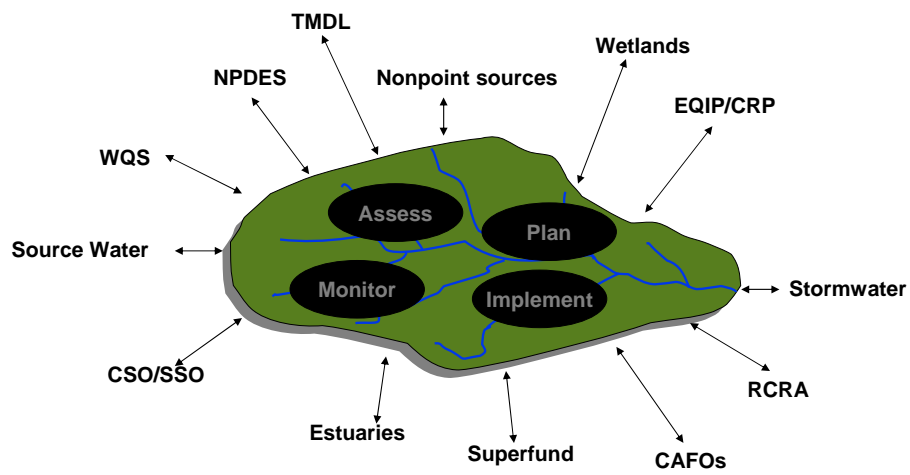 TMDL
Wetlands
NPDES
Nonpoint sources
EQIP/CRP
WQS
Assess
Plan
Source Water
Monitor
Implement
Stormwater
CSO/SSO
RCRA
Estuaries
Superfund
CAFOs